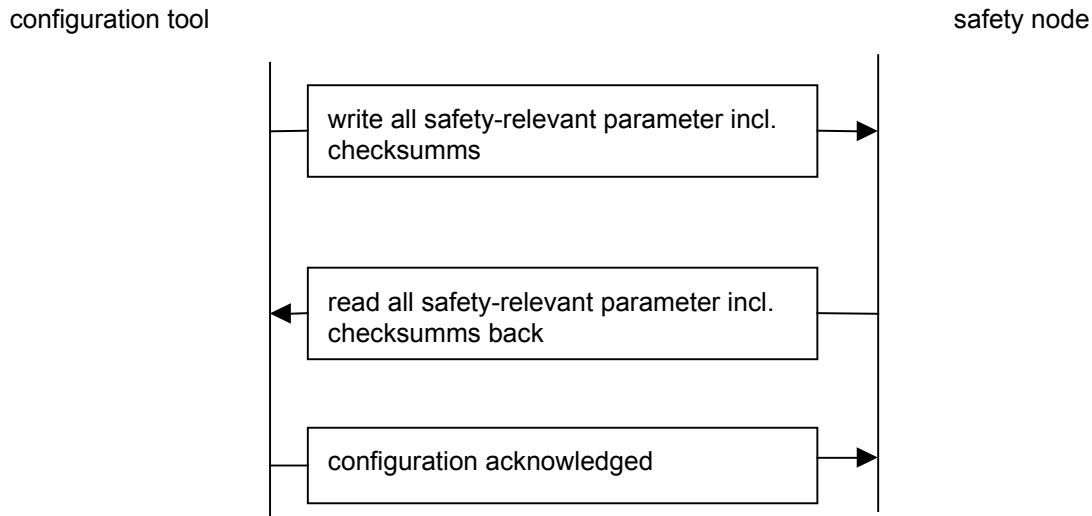 configuration tool
safety node
write all safety-relevant parameter incl.
checksumms
read all safety-relevant parameter incl.
checksumms back
configuration acknowledged